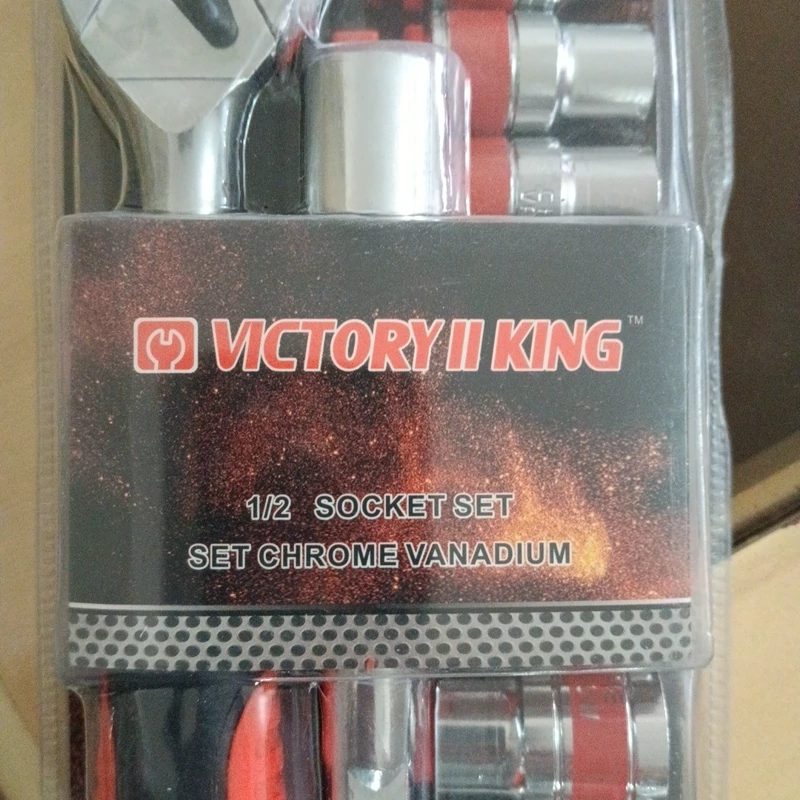 VICTORY II KING™
1/2 SOCKET SET
SET CHROME VANADIUM